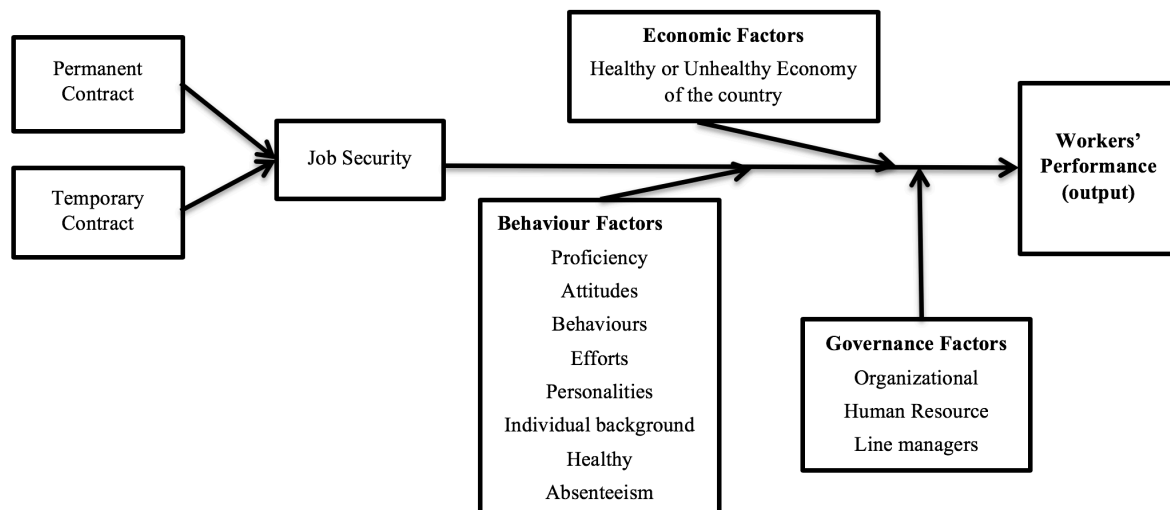 Permanent
Contract
Temporary
Contract
Job Security
Economic Factors
Healthy or Unhealthy Economy
of the country
Behaviour Factors
Proficiency
Attitudes
Behaviours
Efforts
Personalities
Individual background
Healthy
Absenteeism
Governance Factors
Organizational
Human Resource
Line managers
Workers’
Performance
(output)